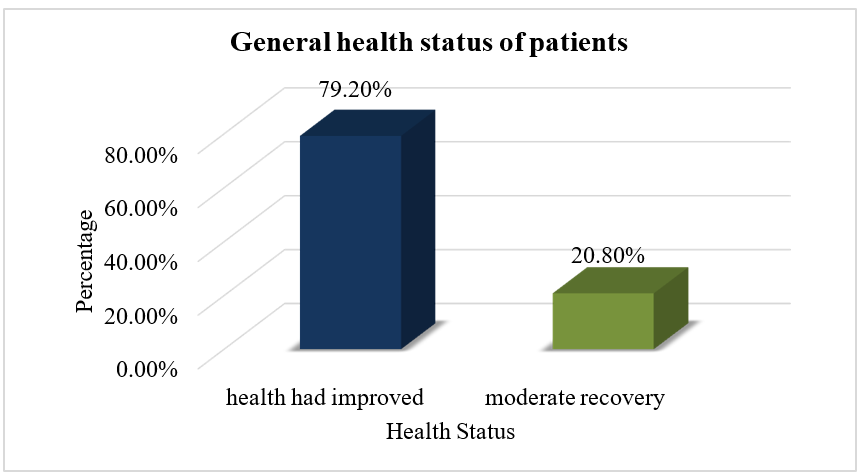 General health status of patients
79.20%
80.00%
60.00%
40.00%
20.80%
20.00%
0.00%
Percentage
health had improved
moderate recovery
Health Status